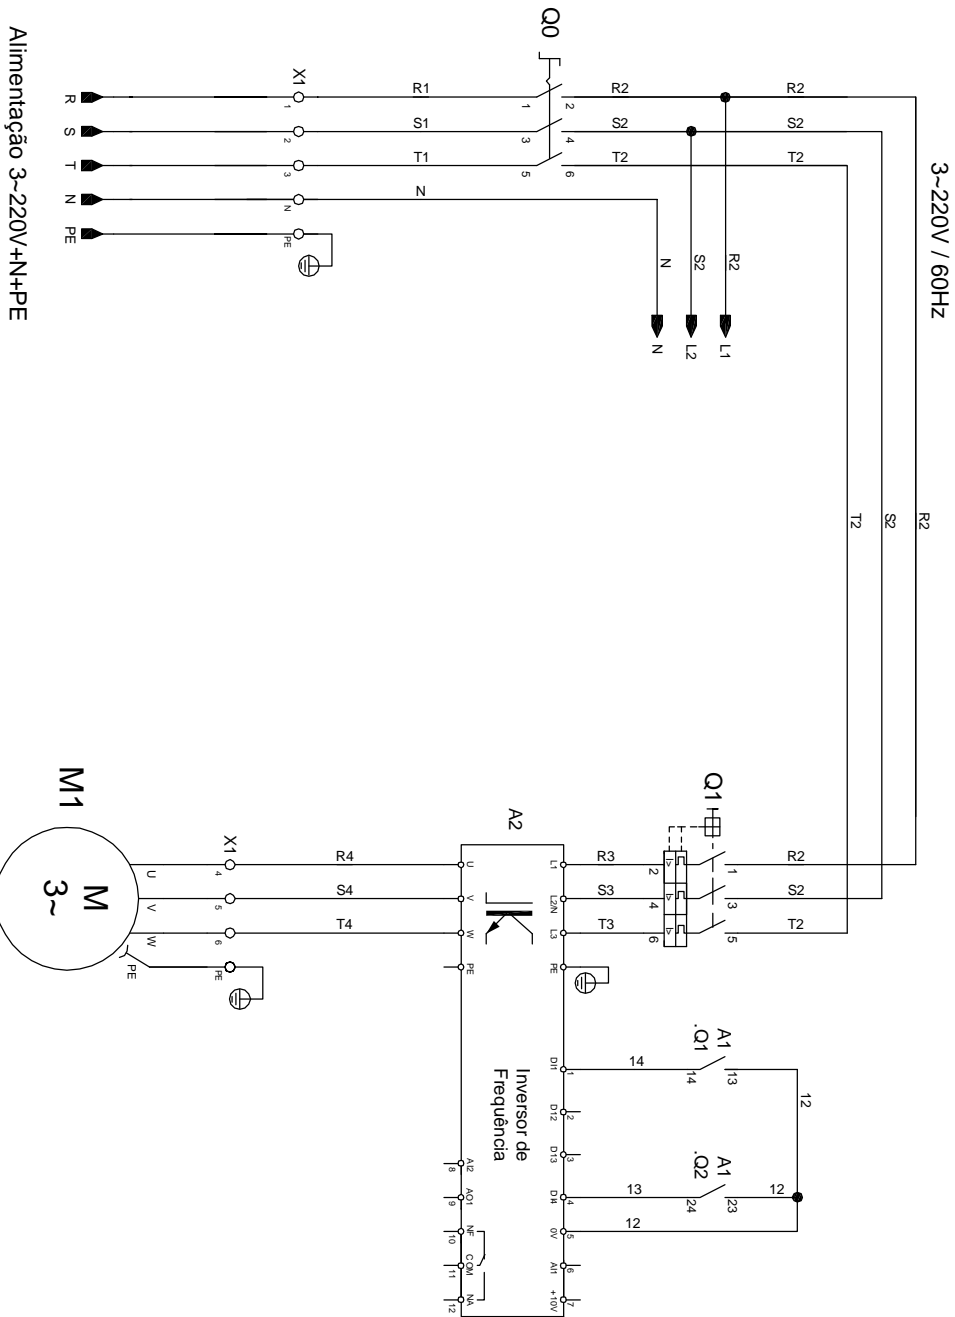 Q0
X1
R
1
R1
1
2
R2
R2
S
2
S1
3
4
S2
S2
T
3
T1
5
6
T2
T2
N
N
N
PE
PE
Alimentação 3~220V+N+PE
3~220V / 60Hz
N
S2
R2
N
L2
L1
T2
S2
R2
M1
M
3~
U
V
W
PE
X1
4
5
6
PE
R4
S4
T4
A2
U
V
W
PE
L1
L2/N
L3
PE
R3
S3
T3
Q1
2
4
6
I>
I>
I>
1
3
5
R2
S2
T2
Inversor de
Frequência
DI1
1
D12
2
D13
3
DI4
4
0V
5
AI1
6
+10V
7
AI2
8
AO1
9
NF
10
COM
11
NA
12
14
A1
.Q1
14
13
12
13
A1
.Q2
24
23
12
12